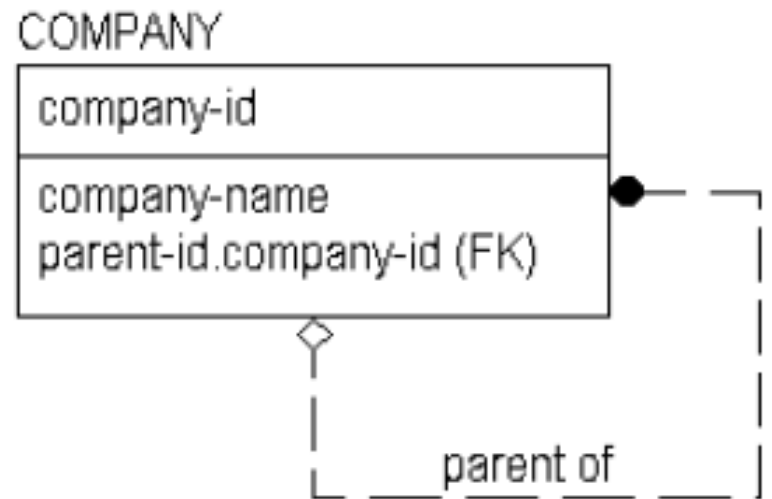 COMPANY
company-id
company-name
parent-id.company-id (FK)
parent of